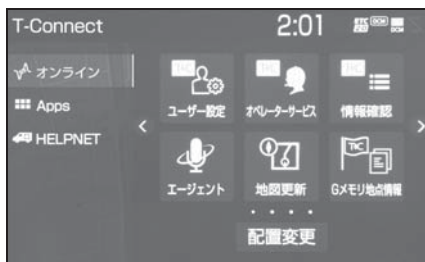 T-Connect
2:01
オンライン
Apps
HELPNET
ユーザー設定
オペレーターサービス
情報確認
エージェント
地図更新
Gメモリ地点情報
配置変更